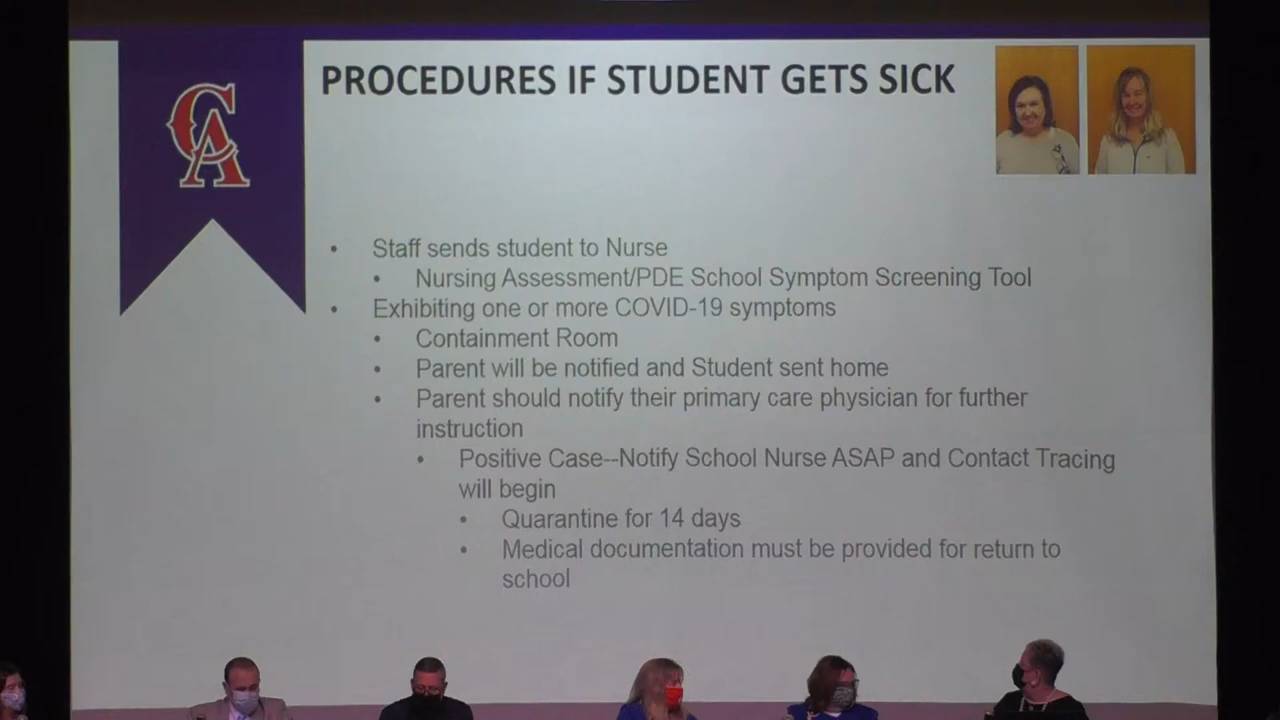 CA
PROCEDURES IF STUDENT GETS SICK
• Staff sends student to Nurse
• Nursing Assessment/PDE School Symptom Screening Tool
• Exhibiting one or more COVID-19 symptoms
• Containment Room
• Parent will be notified and Student sent home
• Parent should notify their primary care physician for further
instruction
• Positive Case--Notify School Nurse ASAP and Contact Tracing
will begin
• Quarantine for 14 days
• Medical documentation must be provided for return to
school